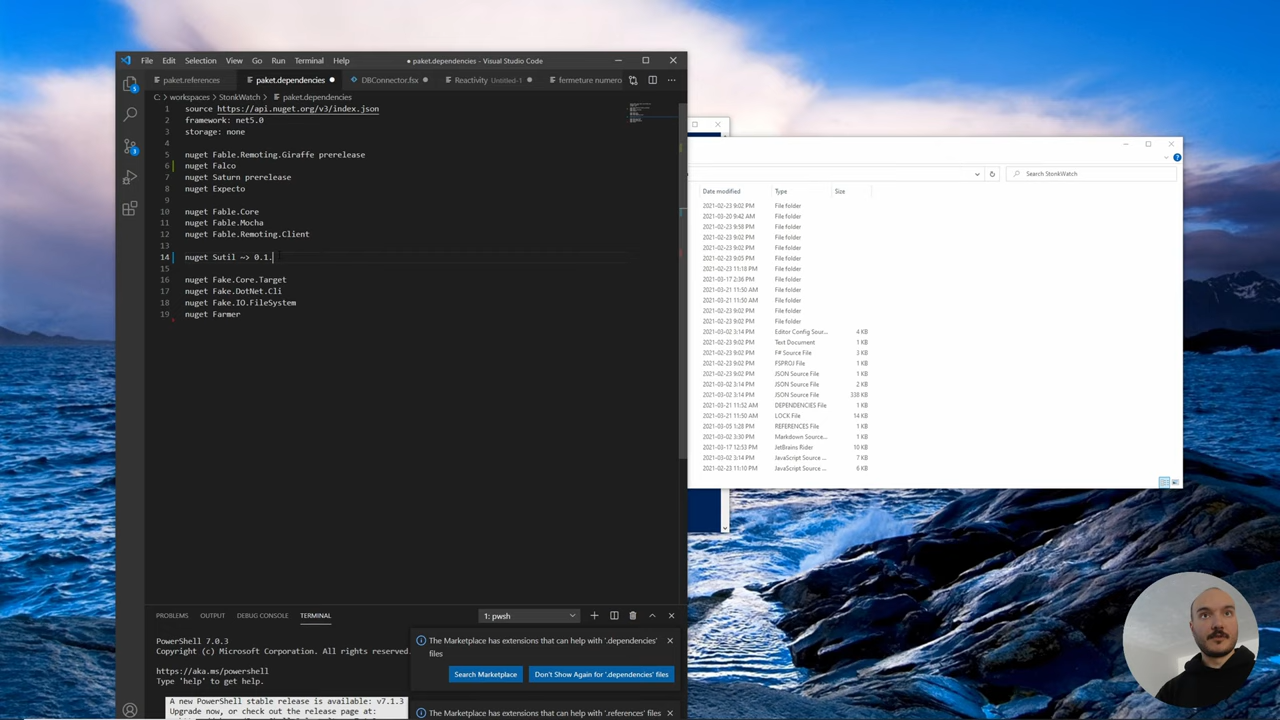 File Edit Selection View Go Run Terminal Help
● paket.dependencies - Visual Studio Code
paket.references paket.dependencies ● DBConnector.fsx ● Reactivity Untitled-1 ● fermeture numero
C: > workspaces > StonkWatch > paket.dependencies
1 source https://api.nuget.org/v3/index.json
2 framework: net5.0
3 storage: none
4
5 nuget Fable.Remoting.Giraffe prerelease
6 nuget Falco
7 nuget Saturn prerelease
8 nuget Expecto
9
10 nuget Fable.Core
11 nuget Fable.Mocha
12 nuget Fable.Remoting.Client
13
14 nuget Sutil ~> 0.1.
15
16 nuget Fake.Core.Target
17 nuget Fake.DotNet.Cli
18 nuget Fake.IO.FileSystem
19 nuget Farmer
PROBLEMS OUTPUT DEBUG CONSOLE TERMINAL
1: pwsh
PowerShell 7.0.3
Copyright (c) Microsoft Corporation. All rights reserved.
https://aka.ms/powershell
Type 'help' to get help.
A new PowerShell stable release is available: v7.1.3
Upgrade now, or check out the release page at:
The Marketplace has extensions that can help with '.dependencies'
files
Search Marketplace
Don't Show Again for '.dependencies' files
The Marketplace has extensions that can help with '.references' files
Search StonkWatch
Date modified Type Size
2021-02-23 9:02 PM File folder
2021-03-20 9:42 AM File folder
2021-02-23 9:58 PM File folder
2021-02-23 9:02 PM File folder
2021-02-23 9:02 PM File folder
2021-02-23 9:05 PM File folder
2021-02-23 11:18 PM File folder
2021-03-17 2:36 PM File folder
2021-03-21 11:50 AM File folder
2021-03-21 11:50 AM File folder
2021-02-23 9:02 PM File folder
2021-02-23 9:02 PM File folder
2021-03-02 3:14 PM Editor Config Sour... 4 KB
2021-02-23 9:02 PM Text Document 1 KB
2021-02-23 9:02 PM F# Source File 3 KB
2021-02-23 9:02 PM FSPROJ File 1 KB
2021-02-23 9:02 PM JSON Source File 1 KB
2021-03-02 3:14 PM JSON Source File 2 KB
2021-03-02 3:14 PM JSON Source File 338 KB
2021-03-21 11:52 AM DEPENDENCIES File 1 KB
2021-03-21 11:50 AM LOCK File 14 KB
2021-03-05 1:28 PM REFERENCES File 1 KB
2021-03-02 3:30 PM Markdown Source... 1 KB
2021-03-17 12:53 PM JetBrains Rider 10 KB
2021-03-02 3:14 PM JavaScript Source ... 7 KB
2021-02-23 11:10 PM JavaScript Source ... 6 KB